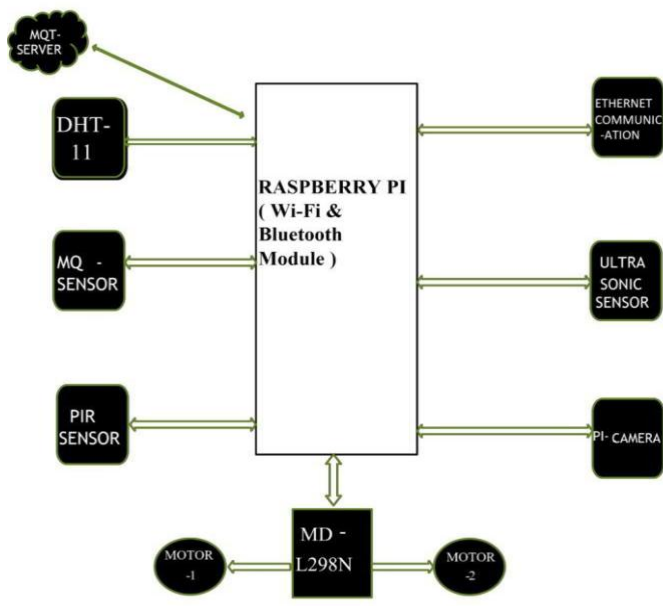 MQT-
SERVER
DHT-
11
MQ -
SENSOR
PIR
SENSOR
RASPBERRY PI
( Wi-Fi &
Bluetooth
Module )
ETHERNET
COMMUNIC
-ATION
ULTRA
SONIC
SENSOR
PI- CAMERA
MD -
L298N
MOTOR
-1
MOTOR
-2